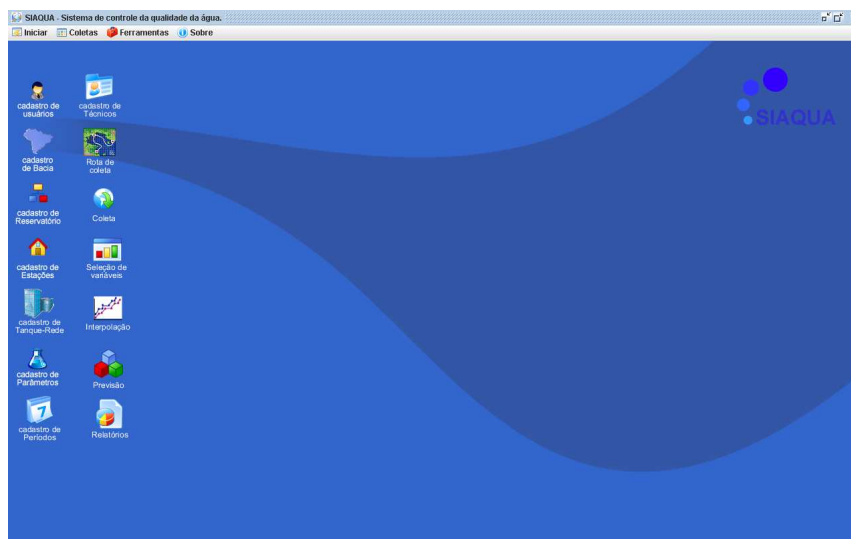 SIAQUA - Sistema de controle da qualidade da água.
Iniciar Coletas Ferramentas Sobre
SIAQUA
cadastro de
usuários
cadastro de
Técnicos
cadastro
de Bacia
Rota de
coleta
cadastro de
Reservatório
Coleta
cadastro de
Estações
Seleção de
variáveis
cadastro de
Tanque-Rede
Interpolação
cadastro de
Parâmetros
Previsão
7
cadastro de
Períodos
Relatórios